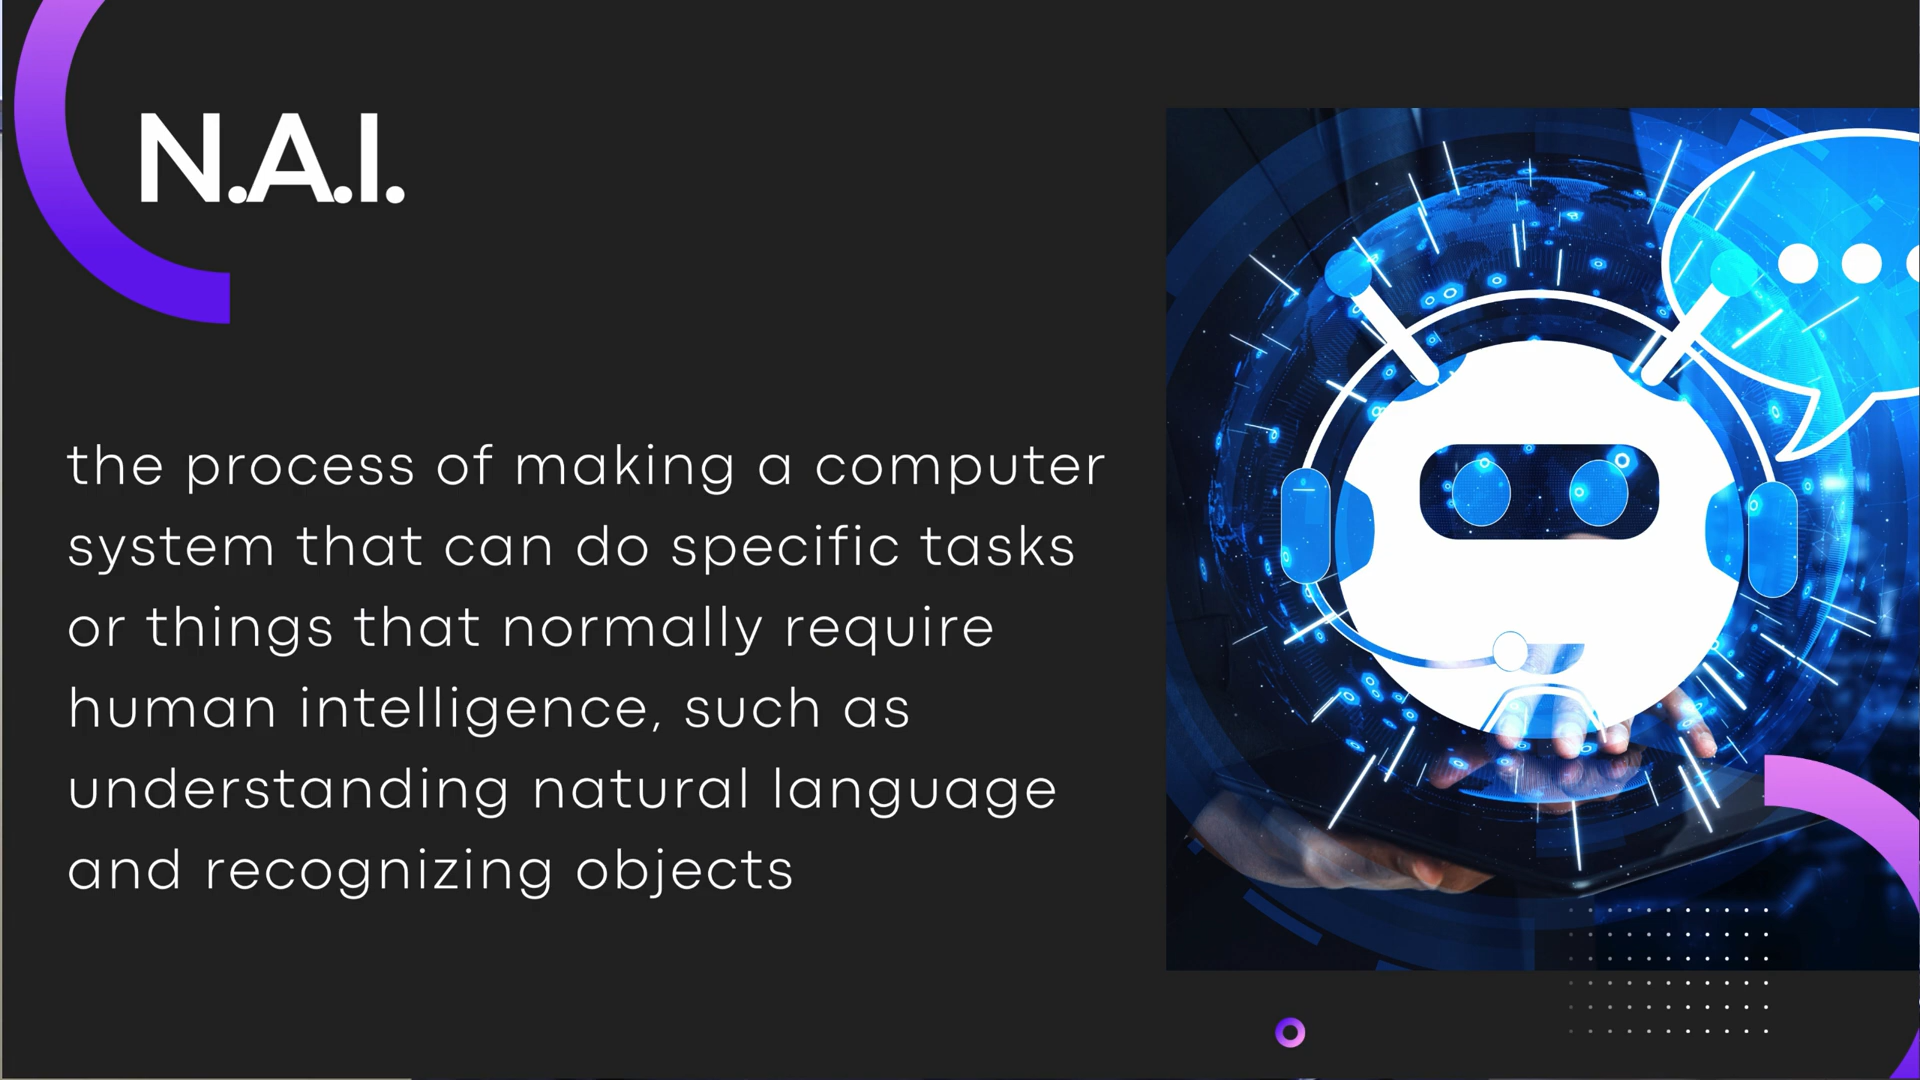 N.A.I.
the process of making a computer
system that can do specific tasks
or things that normally require
human intelligence, such as
understanding natural language
and recognizing objects